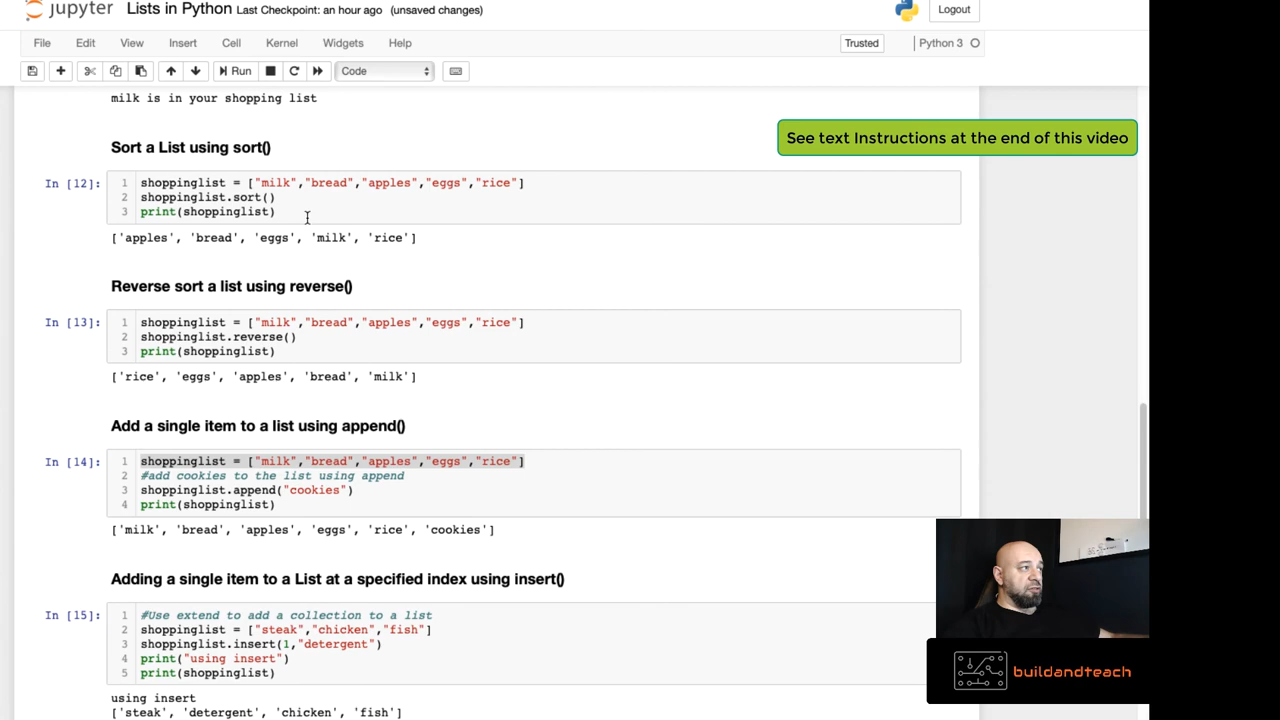 jupyter Lists in Python Last Checkpoint: an hour ago (unsaved changes)
Logout
File Edit View Insert Cell Kernel Widgets Help
Trusted
Python 3
Run
Code
milk is in your shopping list
See text Instructions at the end of this video
Sort a List using sort()
In [12]:
1 shoppinglist = ["milk","bread","apples","eggs","rice"]
2 shoppinglist.sort()
3 print(shoppinglist)
['apples', 'bread', 'eggs', 'milk', 'rice']
Reverse sort a list using reverse()
In [13]:
1 shoppinglist = ["milk","bread","apples","eggs","rice"]
2 shoppinglist.reverse()
3 print(shoppinglist)
['rice', 'eggs', 'apples', 'bread', 'milk']
Add a single item to a list using append()
In [14]:
1 shoppinglist = ["milk","bread","apples","eggs","rice"]
2 #add cookies to the list using append
3 shoppinglist.append("cookies")
4 print(shoppinglist)
['milk', 'bread', 'apples', 'eggs', 'rice', 'cookies']
Adding a single item to a List at a specified index using insert()
In [15]:
1 #Use extend to add a collection to a list
2 shoppinglist = ["steak","chicken","fish"]
3 shoppinglist.insert(1,"detergent")
4 print("using insert")
5 print(shoppinglist)
using insert
['steak', 'detergent', 'chicken', 'fish']
buildandteach